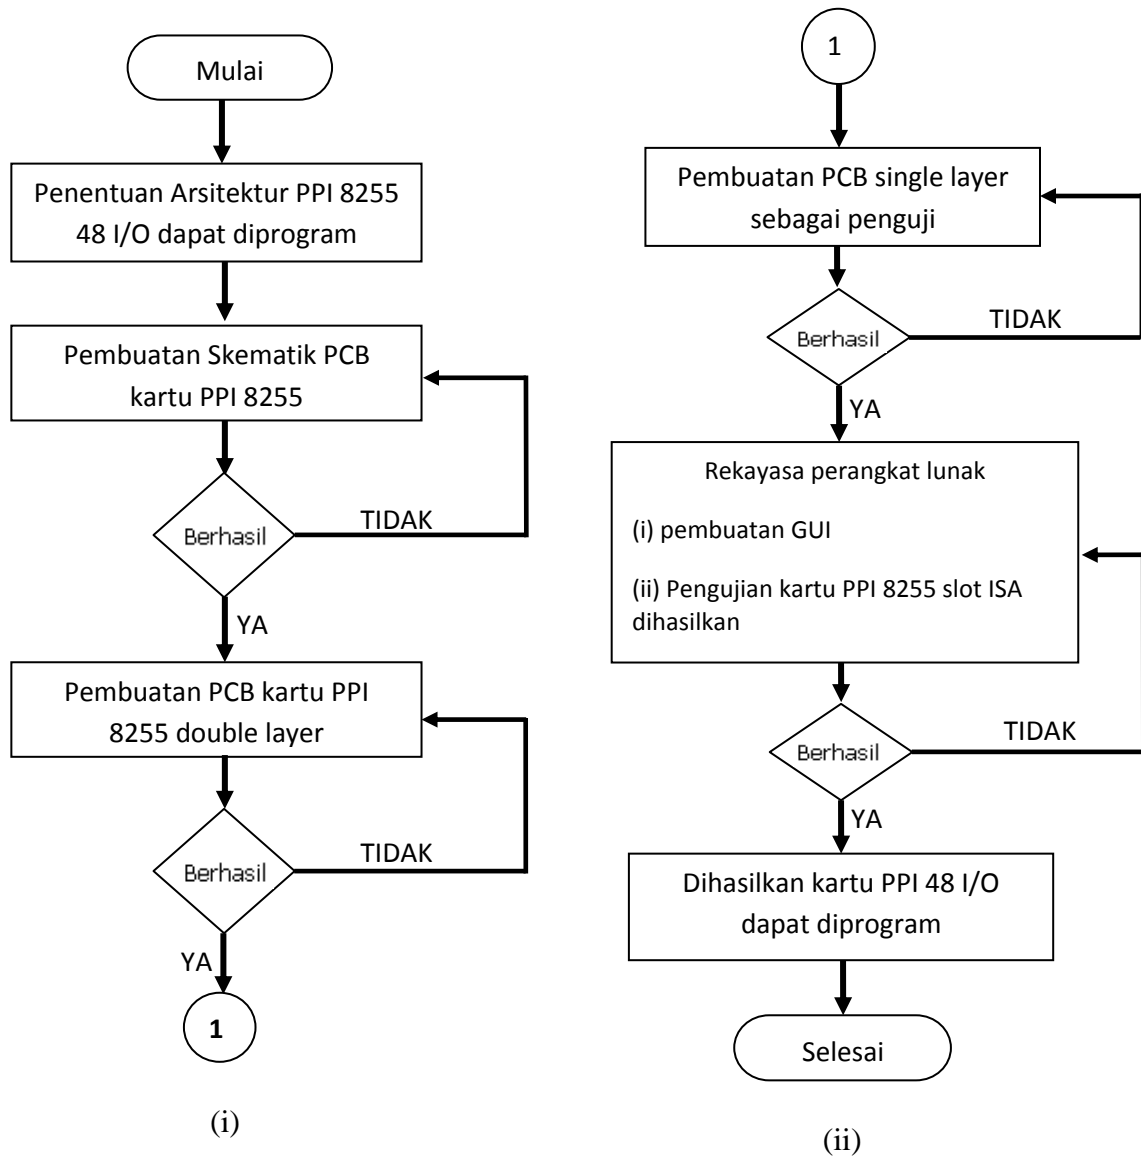 Mulai
Penentuan Arsitektur PPI 8255
48 I/O dapat diprogram
Pembuatan Skematik PCB
kartu PPI 8255
Berhasil
TIDAK
YA
Pembuatan PCB kartu PPI
8255 double layer
Berhasil
TIDAK
YA
1
(i)
1
Pembuatan PCB single layer
sebagai penguji
Berhasil
TIDAK
YA
Rekayasa perangkat lunak
(i) pembuatan GUI
(ii) Pengujian kartu PPI 8255 slot ISA
dihasilkan
Berhasil
TIDAK
YA
Dihasilkan kartu PPI 48 I/O
dapat diprogram
Selesai
(ii)